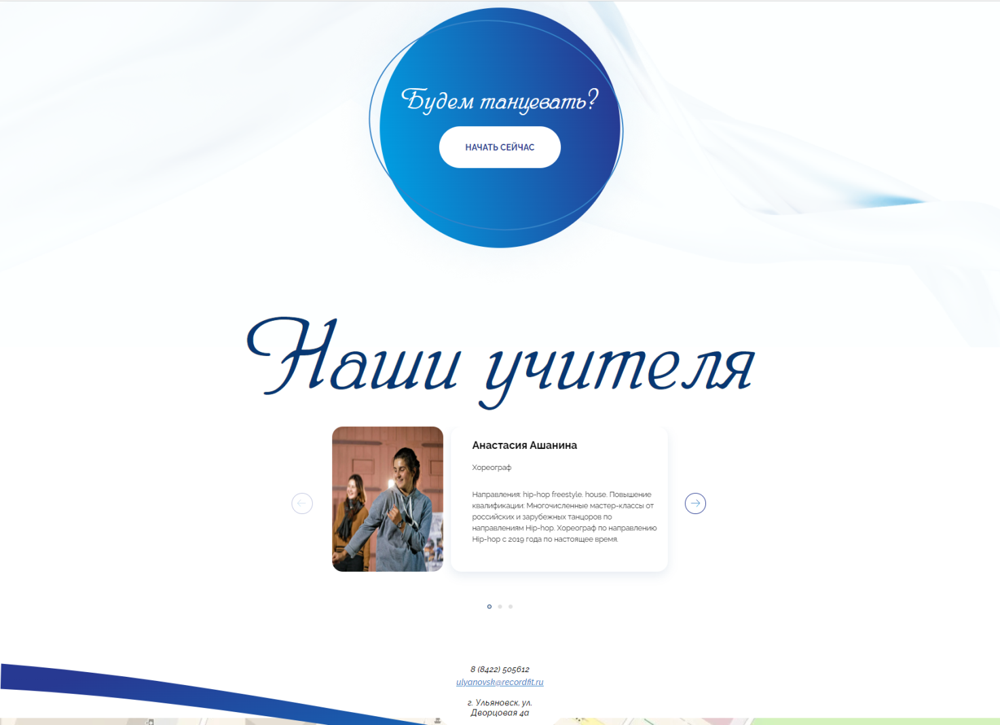 Будем танцевать?
НАЧАТЬ СЕЙЧАС
Наши учителя
Анастасия Ашанина
Хореограф
Направления: hip-hop freestyle. house. Повышение
квалификации: Многочисленные мастер-классы от
российских и зарубежных танцоров по
направлениям Hip-hop. Хореограф по направлению
Hip-hop с 2019 года по настоящее время.
8 (8422) 505612
ulyanovsk@recordfit.ru
г. Ульяновск, ул.
Дворцовая 4а